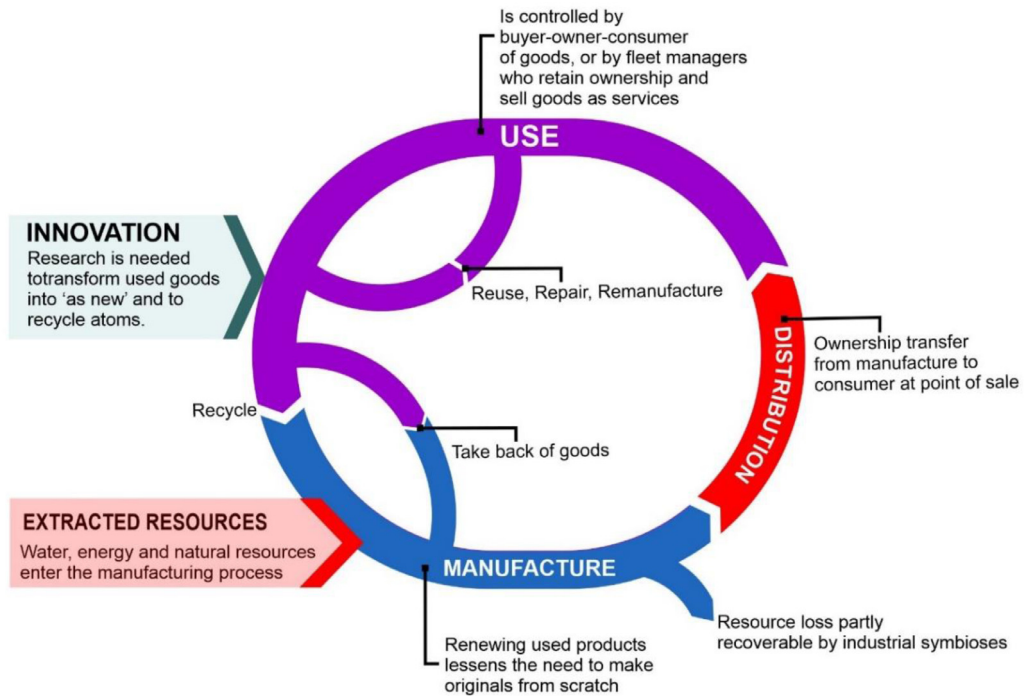 Is controlled by
buyer-owner-consumer
of goods, or by fleet managers
who retain ownership and
sell goods as services
USE
INNOVATION
Research is needed
totransform used goods
into ‘as new’ and to
recycle atoms.
Reuse, Repair, Remanufacture
DISTRIBUTION
Ownership transfer
from manufacture to
consumer at point of sale
Recycle
Take back of goods
EXTRACTED RESOURCES
Water, energy and natural resources
enter the manufacturing process
MANUFACTURE
Resource loss partly
recoverable by industrial symbioses
Renewing used products
lessens the need to make
originals from scratch